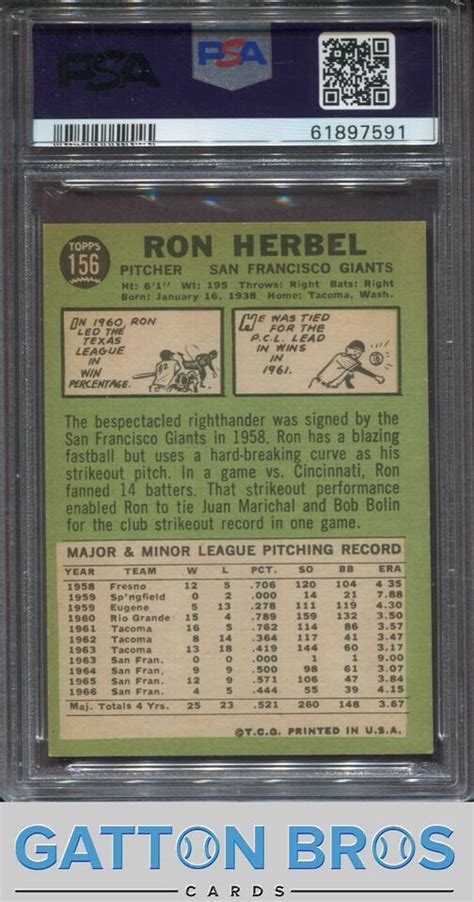 PSA
PSA
61897591
TOPPS
156
RON HERBEL
PITCHER SAN FRANCISCO GIANTS
Ht: 6'1" Wt: 195 Throws: Right Bats: Right
Born: January 16, 1938 Home: Tacoma, Wash.
IN 1960, RON
LED THE
TEXAS
LEAGUE
IN
WIN
PERCENTAGE.
HE WAS TIED
FOR THE
P.C.L. LEAD
IN WINS
IN
1961.
The bespectacled righthander was signed by the
San Francisco Giants in 1958. Ron has a blazing
fastball but uses a hard-breaking curve as his
strikeout pitch. In a game vs. Cincinnati, Ron
fanned 14 batters. That strikeout performance
enabled Ron to tie Juan Marichal and Bob Bolin
for the club strikeout record in one game.
MAJOR & MINOR LEAGUE PITCHING RECORD
YEAR TEAM W L PCT. SO BB ERA
1958 Fresno 12 5 .706 120 104 4.35
1959 Sp'ngfield 0 2 .000 14 21 7.88
1959 Eugene 5 13 .278 111 119 4.30
1960 Rio Grande 15 4 .789 159 132 3.50
1961 Tacoma 16 5 .762 114 86 3.57
1962 Tacoma 8 14 .364 117 41 3.47
1963 Tacoma 13 18 .419 144 60 3.17
1963 San Fran. 0 0 .000 1 1 9.00
1964 San Fran. 9 9 .500 98 61 3.07
1965 San Fran. 12 9 .571 106 47 3.84
1966 San Fran. 4 5 .444 55 39 4.15
Maj. Totals 4 Yrs. 25 23 .521 260 148 3.67
©T.C.G. PRINTED IN U.S.A.
GATTON BROS
CARDS